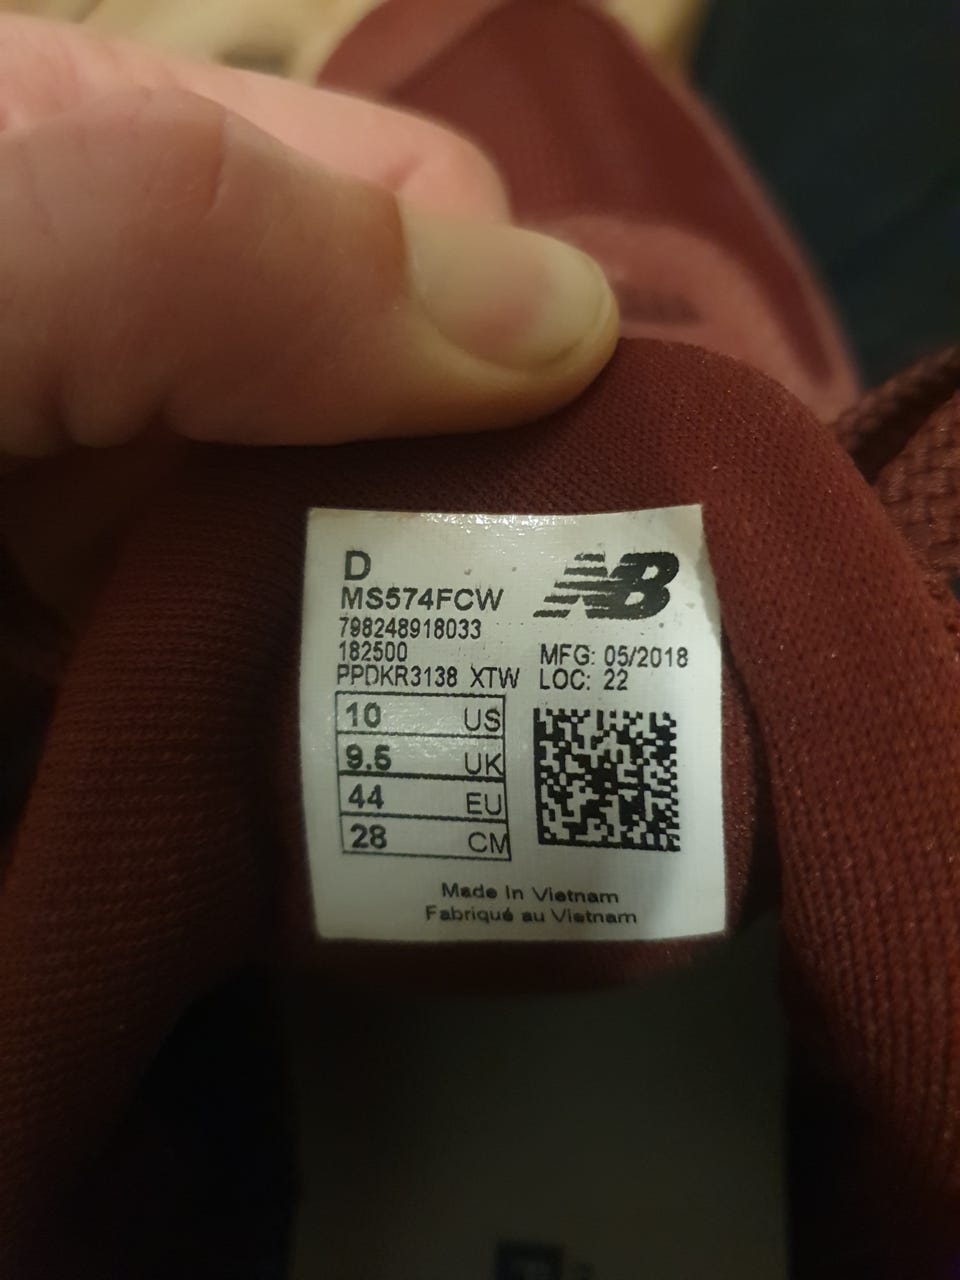 D
MS574FCW
NB
798248918033
182500
PPDKR3138 XTW
MFG: 05/2018
LOC: 22
10 US
9.5 UK
44 EU
28 CM
Made In Vietnam
Fabriqué au Vietnam